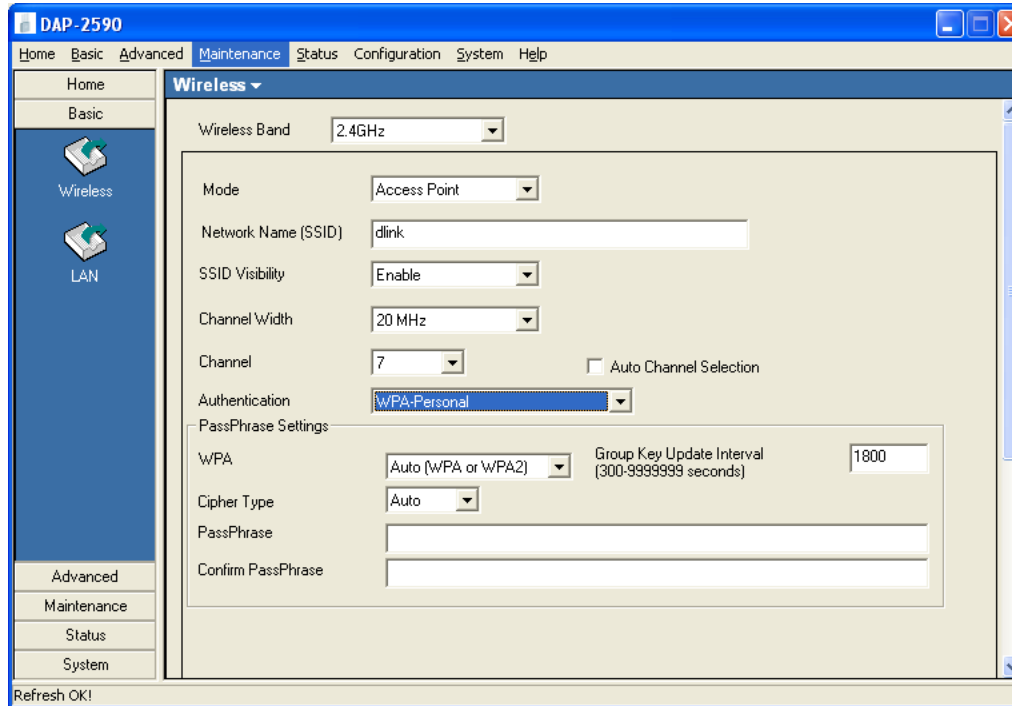 DAP-2590
Home Basic Advanced Maintenance Status Configuration System Help
Home
Basic
Wireless
LAN
Advanced
Maintenance
Status
System
Wireless
Wireless Band 2.4GHz
Mode Access Point
Network Name (SSID) dlink
SSID Visibility Enable
Channel Width 20 MHz
Channel 7 Auto Channel Selection
Authentication WPA-Personal
PassPhrase Settings
WPA Auto (WPA or WPA2) Group Key Update Interval 1800
(300-9999999 seconds)
Cipher Type Auto
PassPhrase
Confirm PassPhrase
Refresh OK!